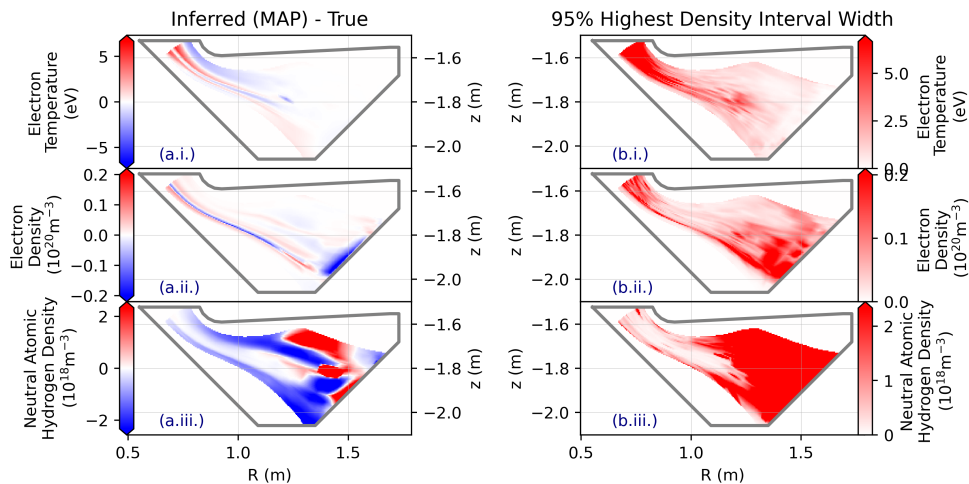 Inferred (MAP) - True
95% Highest Density Interval Width
Electron
Temperature
(eV)
5
0
−5
(a.i.)
−1.6
−1.8
−2.0
z (m)
z (m)
−1.6
−1.8
−2.0
(b.i.)
5.0
2.5
0.0
Electron
Temperature
(eV)
Electron
Density
(10²⁰m⁻³)
0.2
0.1
0.0
−0.1
−0.2
(a.ii.)
−1.6
−1.8
−2.0
z (m)
z (m)
−1.6
−1.8
−2.0
(b.ii.)
0.2
0.1
0.0
Electron
Density
(10²⁰m⁻³)
Neutral Atomic
Hydrogen Density
(10¹⁸m⁻³)
2
0
−2
(a.iii.)
−1.6
−1.8
−2.0
z (m)
z (m)
−1.6
−1.8
−2.0
(b.iii.)
2
1
0
Neutral Atomic
Hydrogen Density
(10¹⁸m⁻³)
0.5
1.0
1.5
R (m)
0.5
1.0
1.5
R (m)